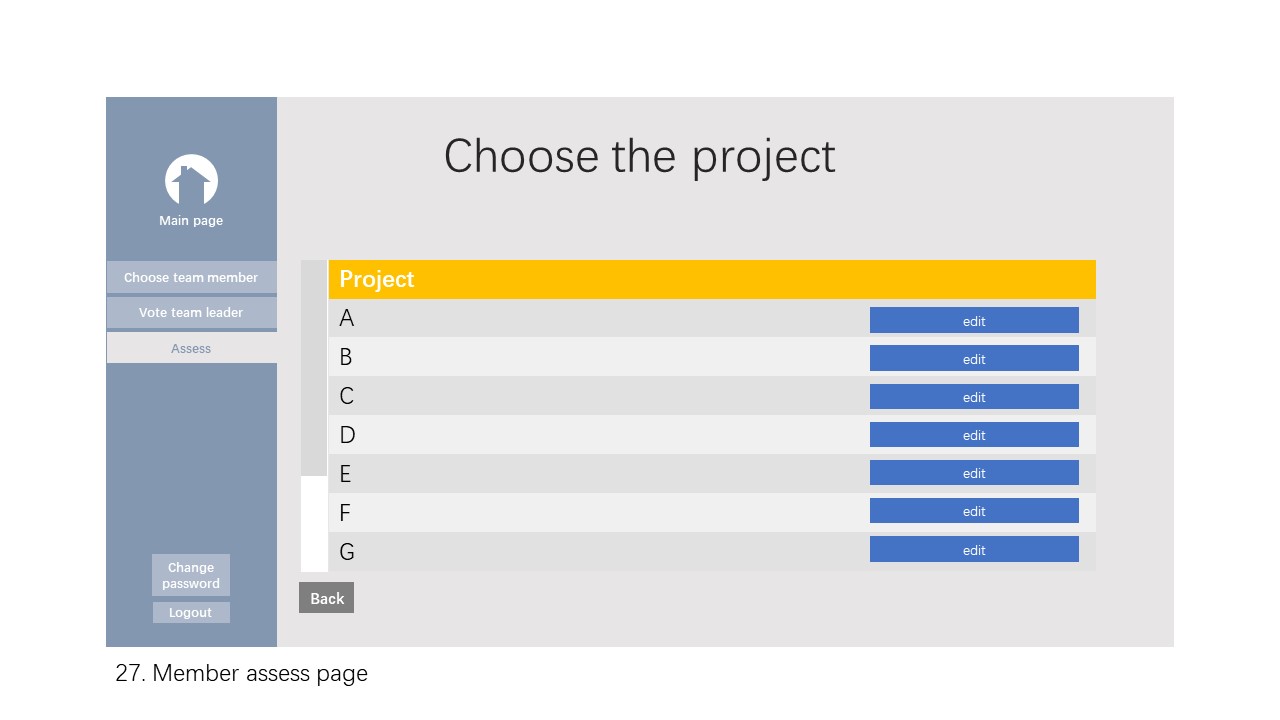 Choose the project
Main page
Choose team member
Vote team leader
Assess
Project
A edit
B edit
C edit
D edit
E edit
F edit
G edit
Change
password
Logout
Back
27. Member assess page